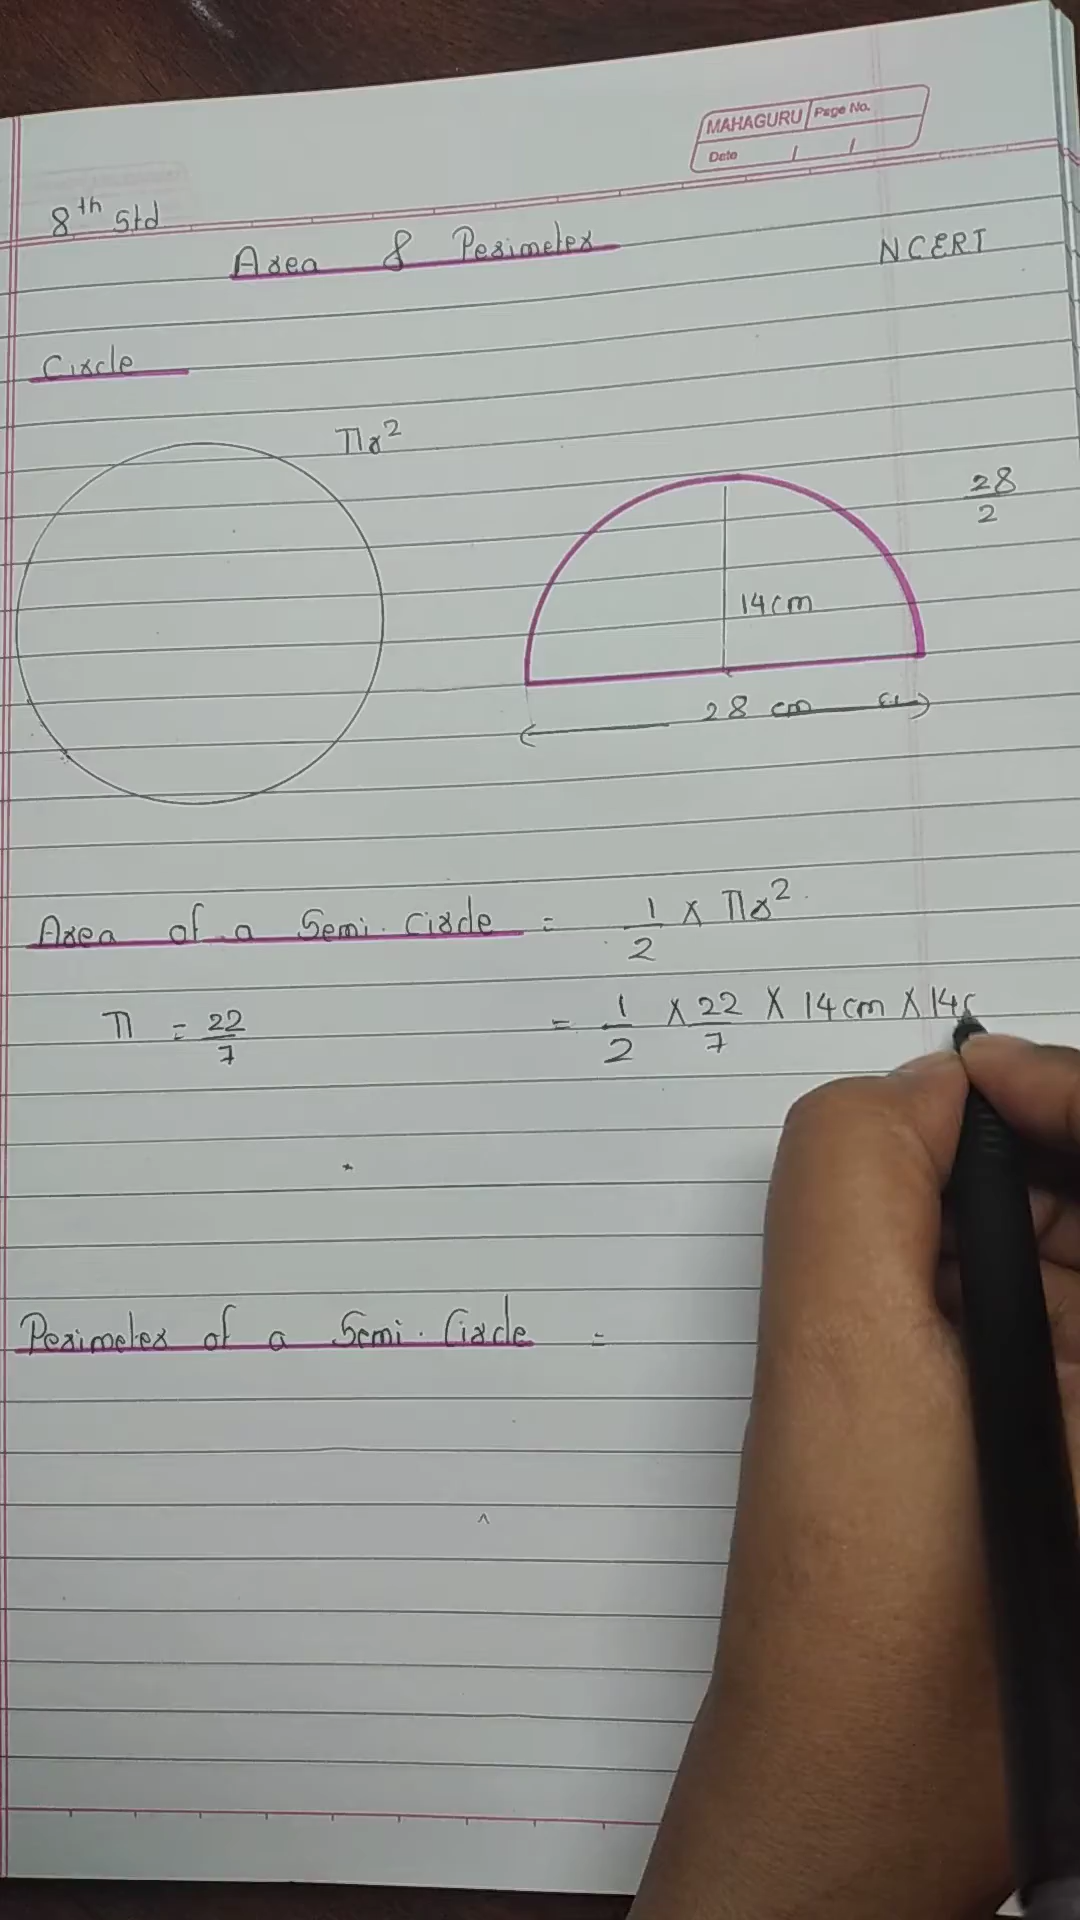 MAHAGURU Page No.
Date / /
8th Std
Area & Perimeter NCERT
Circle
πr²
28
2
14cm
28 cm
Area of a Semi. Circle = 1/2 × πr²
π = 22/7 = 1/2 × 22/7 × 14cm × 14c
Perimeter of a Semi. Circle =